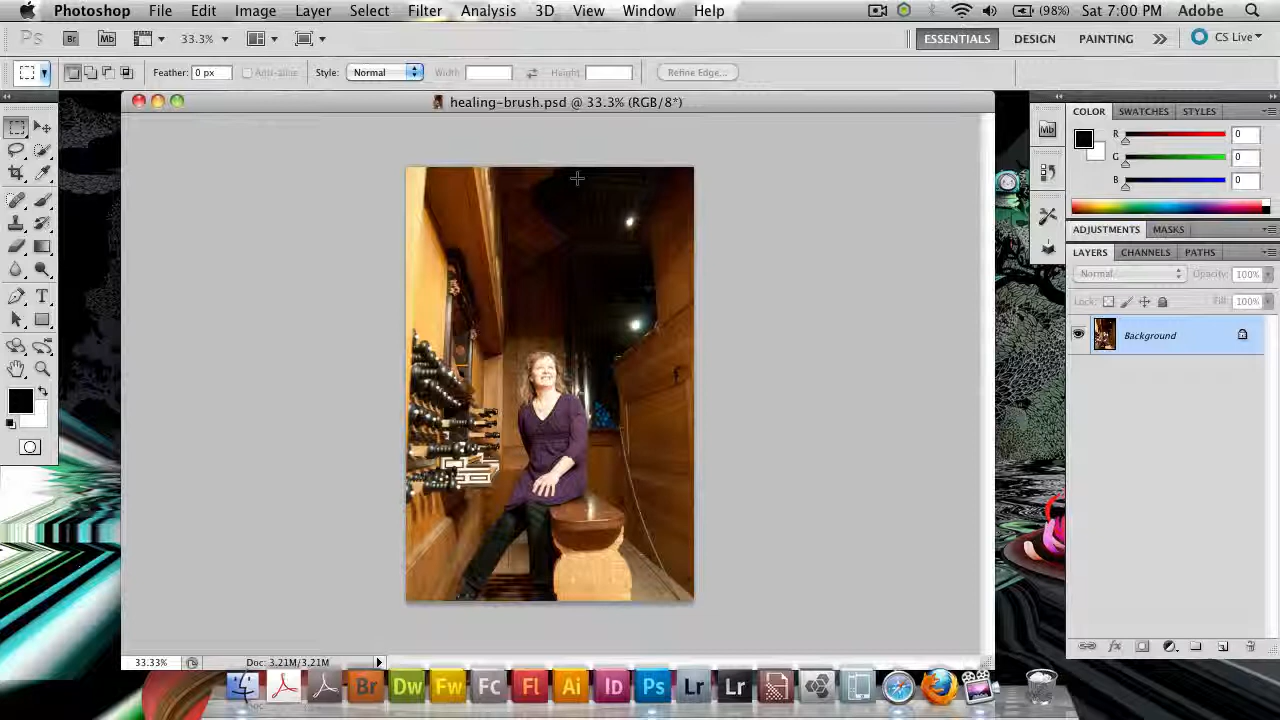 Photoshop File Edit Image Layer Select Filter Analysis 3D View Window Help (98%) Sat 7:00 PM Adobe
Ps Br Mb 33.3% ESSENTIALS DESIGN PAINTING CS Live
Feather: 0 px Anti-alias Style: Normal Width: Height: Refine Edge...
healing-brush.psd @ 33.3% (RGB/8*)
COLOR SWATCHES STYLES
Mb
R 0
G 0
B 0
ADJUSTMENTS MASKS
LAYERS CHANNELS PATHS
Normal Opacity: 100%
Lock: Fill: 100%
Background
T
fx
33.33% Doc: 3.21M/3.21M
Br Dw Fw Fc Fl Ai Id Ps Lr Lr